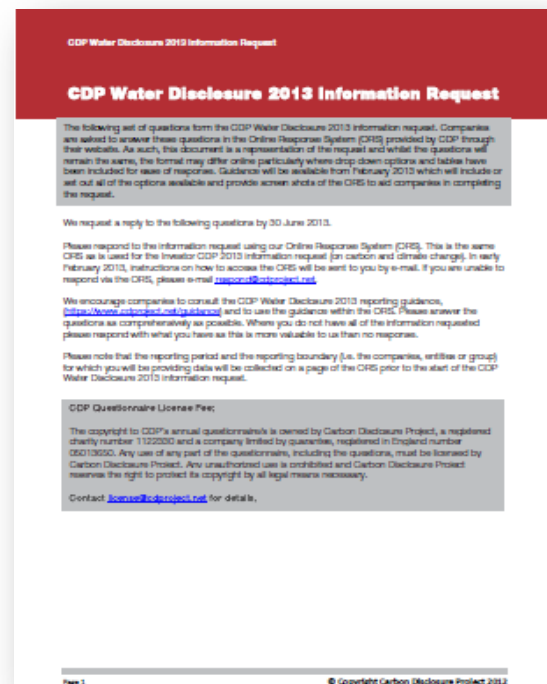 CDP Water Disclosure 2013 Information Request
CDP Water Disclosure 2013 Information Request
The following set of questions form the CDP Water Disclosure 2013 information request. Companies
are asked to answer these questions in the Online Response System (ORS) provided by CDP through
their website. As such, this document is a representation of the request and whilst the questions will
remain the same, the format may differ online particularly where drop down options and tables have
been included for ease of response. Guidance will be available from February 2013 which will include or
set out all of the options available and provide screen shots of the ORS to aid companies in completing
the request.
We request a reply to the following questions by 30 June 2013.
Please respond to the information request using our Online Response System (ORS). This is the same
ORS as is used for the Investor CDP 2013 information request (on carbon and climate change). In early
February 2013, instructions on how to access the ORS will be sent to you by e-mail. If you are unable to
respond via the ORS, please e-mail respond@cdproject.net.
We encourage companies to consult the CDP Water Disclosure 2013 reporting guidance,
(https://www.cdproject.net/guidance) and to use the guidance within the ORS. Please answer the
questions as comprehensively as possible. Where you do not have all of the information requested
please respond with what you have as this is more valuable to us than no response.
Please note that the reporting period and the reporting boundary (i.e. the companies, entities or group)
for which you will be providing data will be collected on a page of the ORS prior to the start of the CDP
Water Disclosure 2013 information request.
CDP Questionnaire License Fee:
The copyright to CDP's annual questionnaire/s is owned by Carbon Disclosure Project, a registered
charity number 1122330 and a company limited by guarantee, registered in England number
05013650. Any use of any part of the questionnaire, including the questions, must be licensed by
Carbon Disclosure Project. Any unauthorized use is prohibited and Carbon Disclosure Project
reserves the right to protect its copyright by all legal means necessary.
Contact license@cdproject.net for details.
Page 1
© Copyright Carbon Disclosure Project 2012